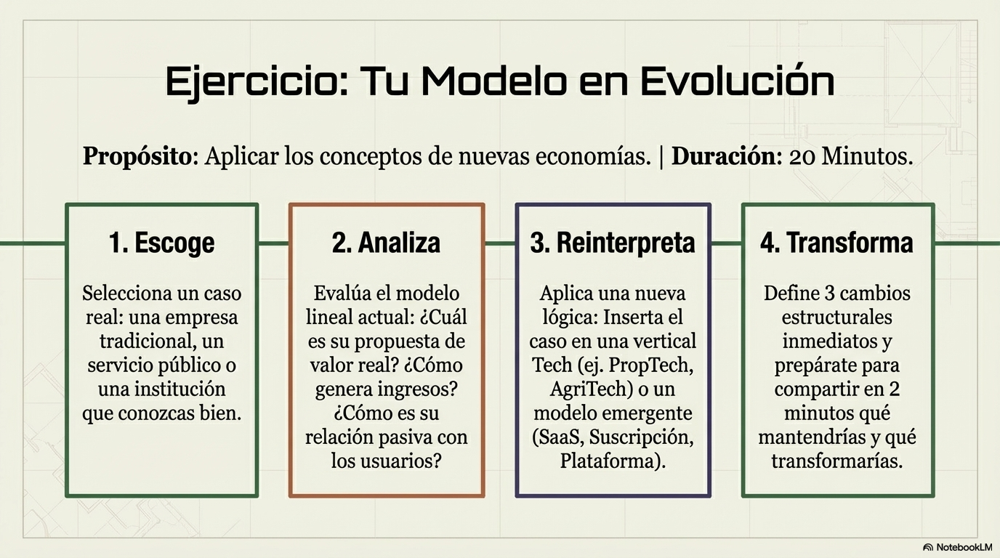 Ejercicio: Tu Modelo en Evolución
Propósito: Aplicar los conceptos de nuevas economías. | Duración: 20 Minutos.
1. Escoge
Selecciona un caso
real: una empresa
tradicional, un
servicio público o
una institución
que conozcas bien.
2. Analiza
Evalúa el modelo
lineal actual: ¿Cuál
es su propuesta de
valor real? ¿Cómo
genera ingresos?
¿Cómo es su
relación pasiva con
los usuarios?
3. Reinterpreta
Aplica una nueva
lógica: Inserta el
caso en una vertical
Tech (ej. PropTech,
AgriTech) o un
modelo emergente
(SaaS, Suscripción,
Plataforma).
4. Transforma
Define 3 cambios
estructurales
inmediatos y
prepárate para
compartir en 2
minutos qué
mantendrías y qué
transformarías.
NotebookLM